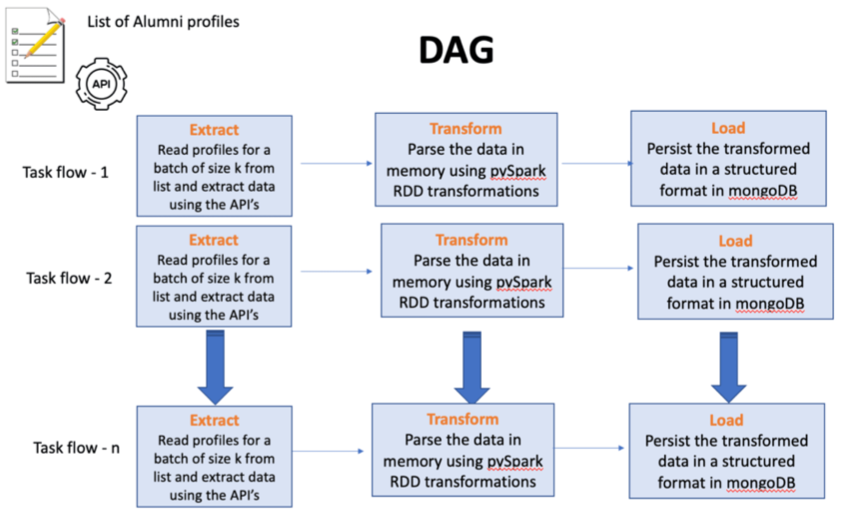 List of Alumni profiles
DAG
API
Task flow - 1
Extract
Read profiles for a
batch of size k from
list and extract data
using the API's
Transform
Parse the data in
memory using pySpark
RDD transformations
Load
Persist the transformed
data in a structured
format in mongoDB
Task flow - 2
Extract
Read profiles for a
batch of size k from
list and extract data
using the API's
Transform
Parse the data in
memory using pySpark
RDD transformations
Load
Persist the transformed
data in a structured
format in mongoDB
Task flow - n
Extract
Read profiles for a
batch of size k from
list and extract data
using the API's
Transform
Parse the data in
memory using pySpark
RDD transformations
Load
Persist the transformed
data in a structured
format in mongoDB